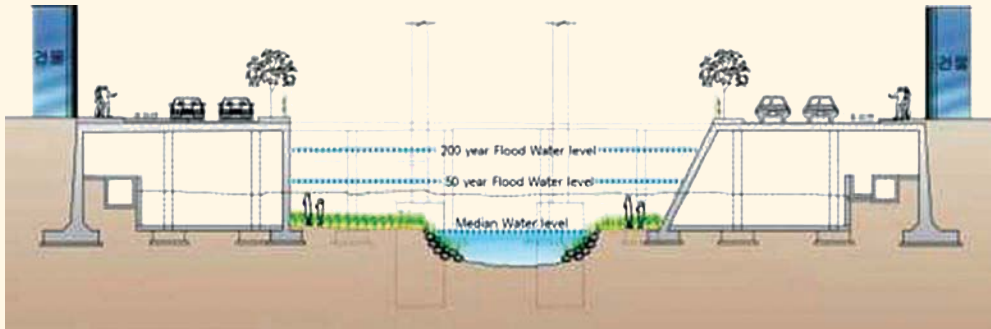 건물
건물
200 year Flood Water level
50 year Flood Water level
Median Water level